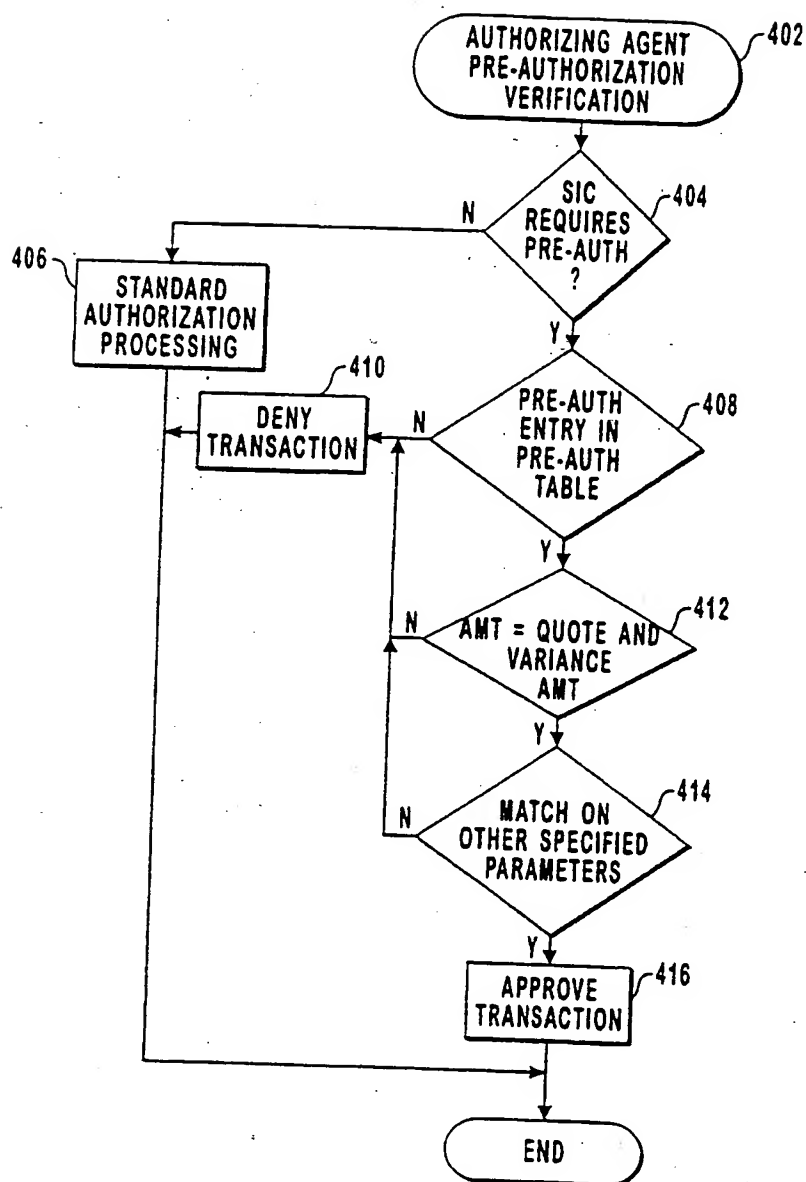 AUTHORIZING AGENT
PRE-AUTHORIZATION
VERIFICATION
402
SIC
REQUIRES
PRE-AUTH
?
404
N
Y
406
STANDARD
AUTHORIZATION
PROCESSING
410
DENY
TRANSACTION
N
PRE-AUTH
ENTRY IN
PRE-AUTH
TABLE
408
Y
N
AMT = QUOTE AND
VARIANCE
AMT
412
Y
N
MATCH ON
OTHER SPECIFIED
PARAMETERS
414
Y
APPROVE
TRANSACTION
416
END